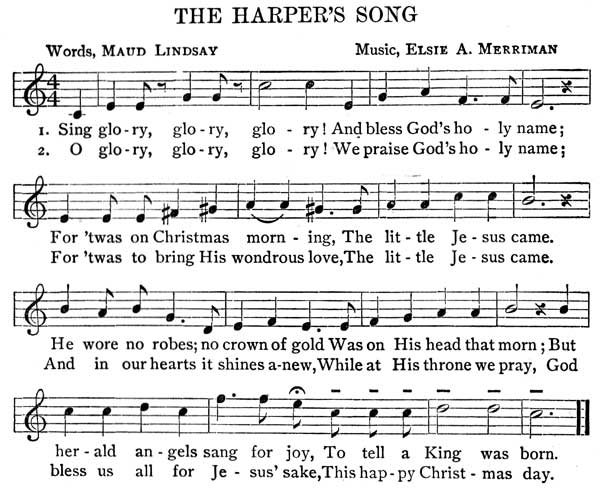 THE HARPER'S SONG
Words, MAUD LINDSAY Music, ELSIE A. MERRIMAN
4 4
1. Sing glo-ry, glo-ry, glo - ry! And bless God's ho - ly name;
2. O glo-ry, glo-ry, glo - ry! We praise God's ho - ly name;
For 'twas on Christmas morn - ing, The lit - tle Je - sus came.
For 'twas to bring His wondrous love, The lit - tle Je - sus came.
He wore no robes; no crown of gold Was on His head that morn; But
And in our hearts it shines a-new, While at His throne we pray, God
her - ald an - gels sang for joy, To tell a King was born.
bless us all for Je - sus' sake, This hap - py Christ - mas day.